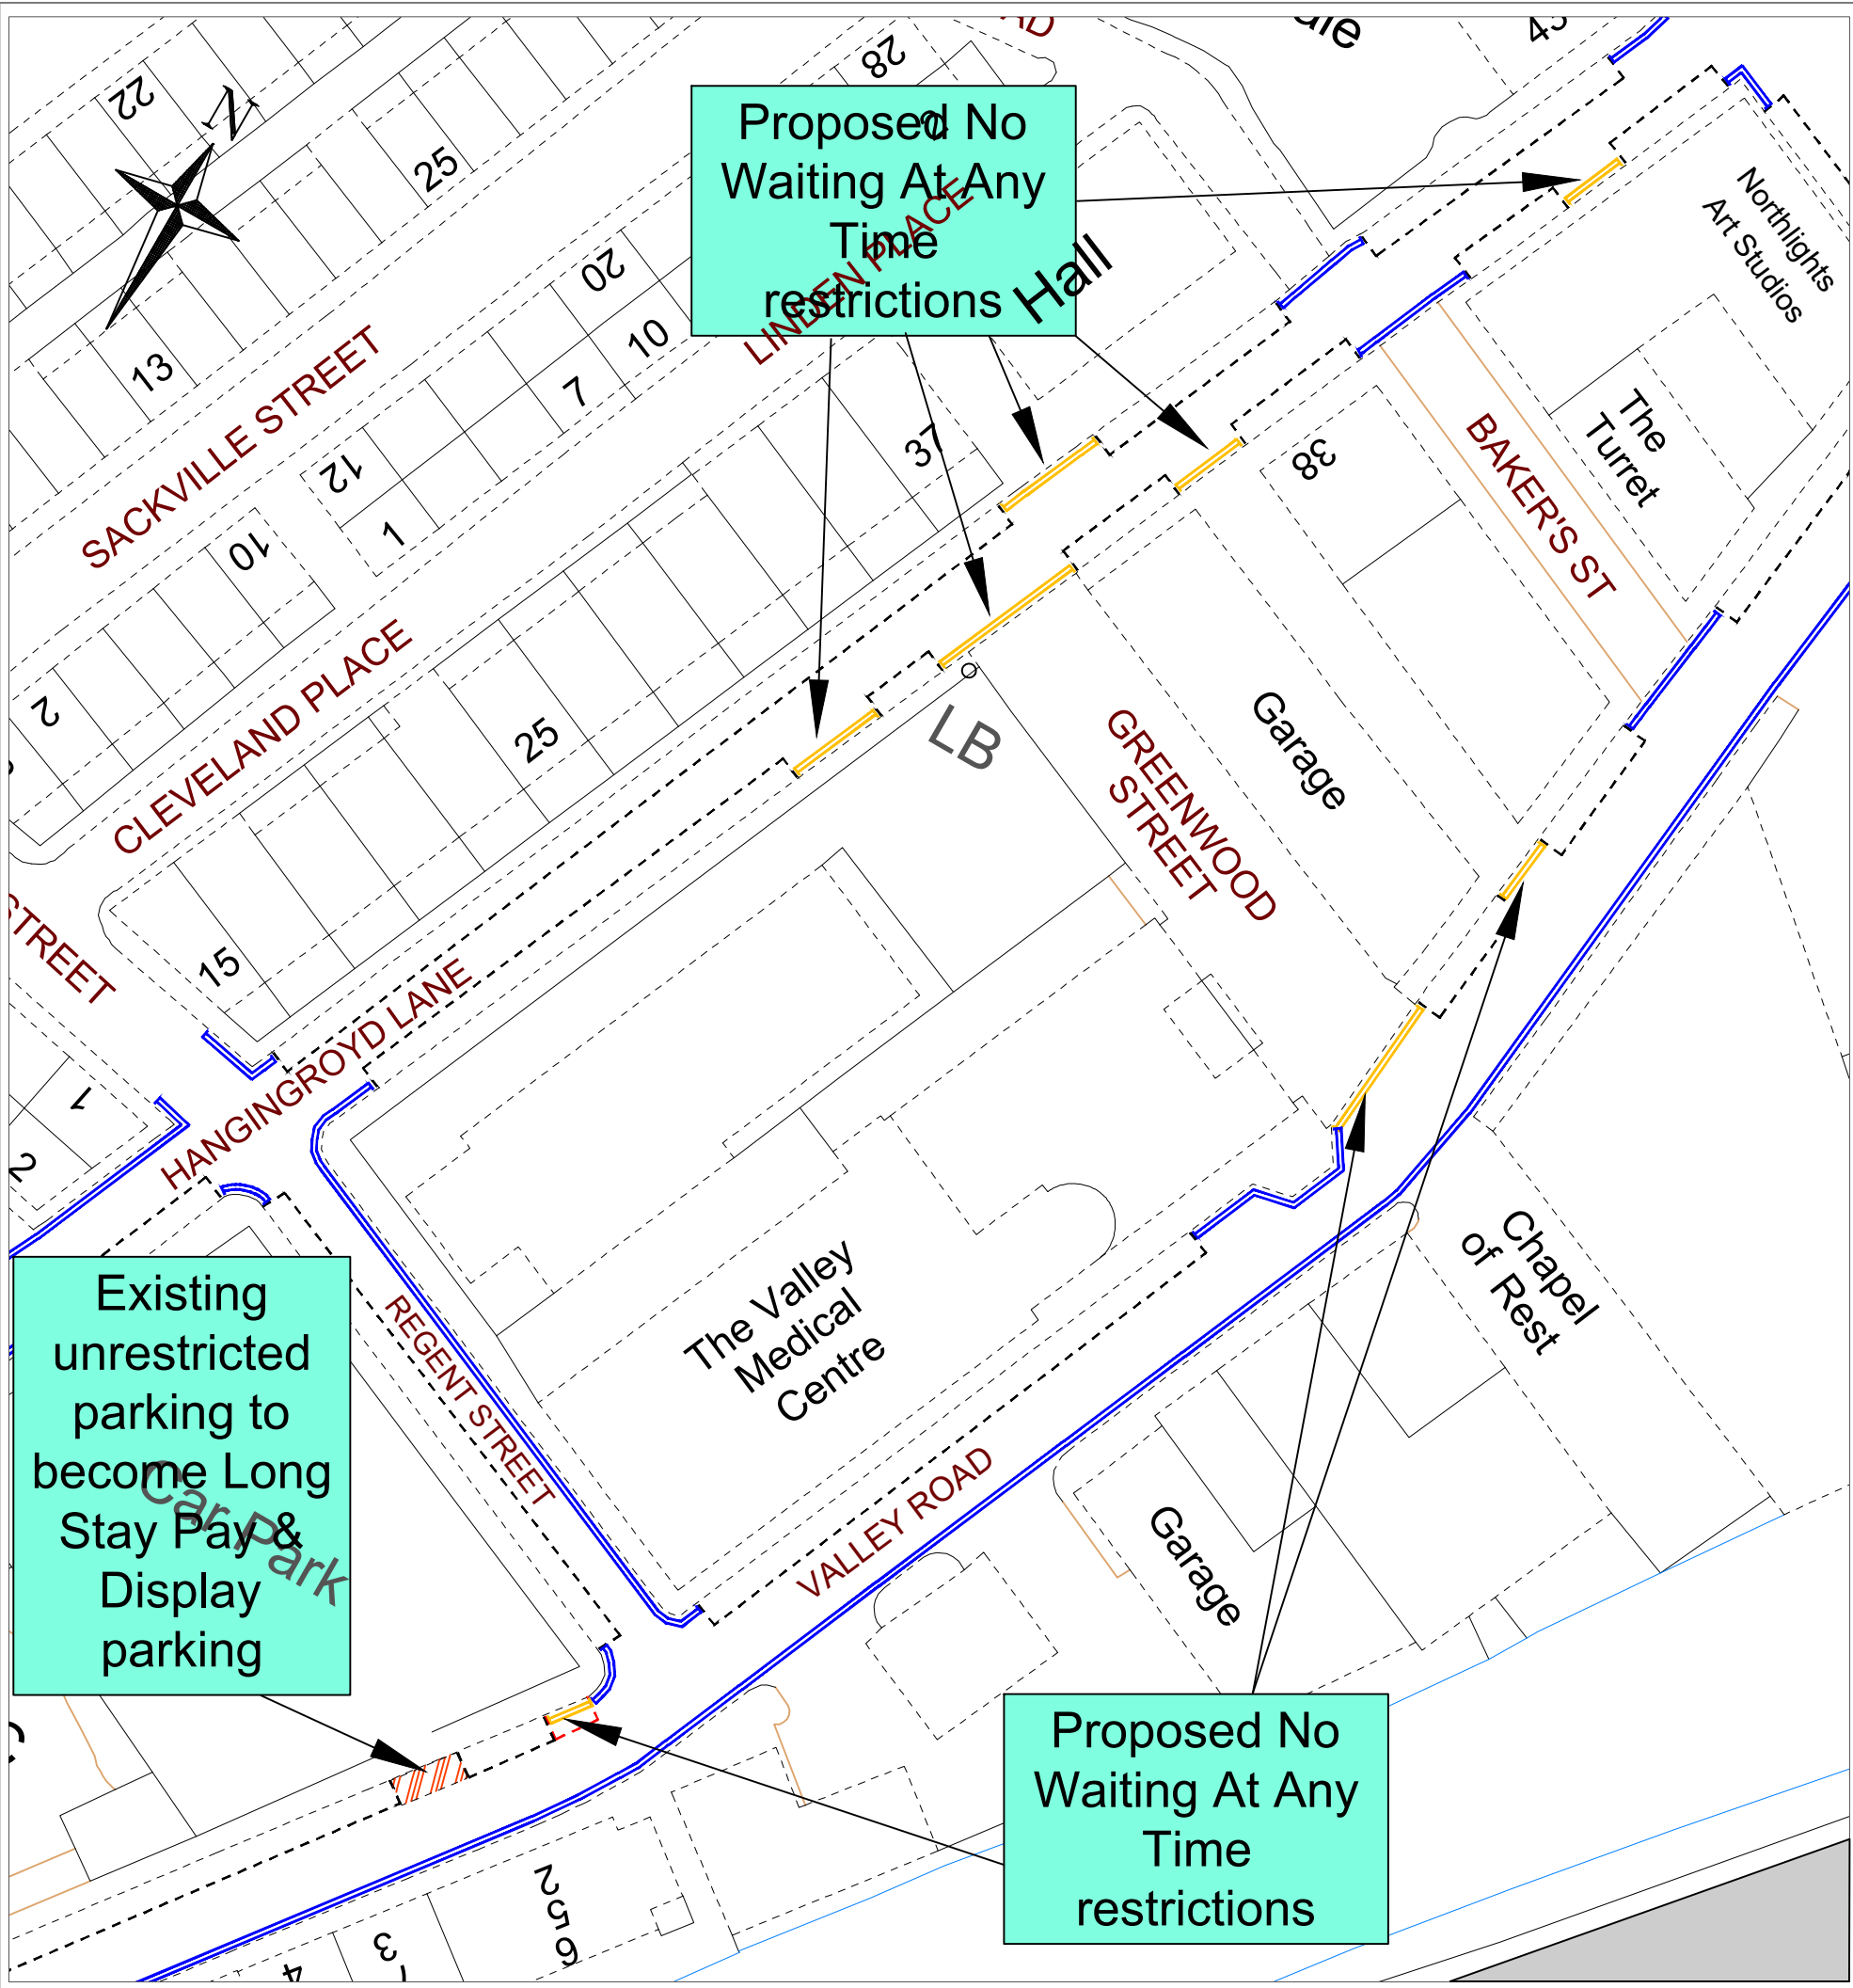 22
N
25
28
45
Proposed No
Waiting At Any
Time
restrictions
LINDEN PLACE
Hall
Northlights
Art Studios
13
SACKVILLE STREET
20
10
7
12
1
10
37
38
The
Turret
BAKER'S ST
2
CLEVELAND PLACE
25
LB
GREENWOOD
STREET
Garage
STREET
15
HANGINGROYD LANE
1
2
Existing
unrestricted
parking to
become Long
Stay Pay &
Display
parking
Car Park
REGENT STREET
The Valley
Medical
Centre
VALLEY ROAD
Chapel
of Rest
Garage
Proposed No
Waiting At Any
Time
restrictions
652
3
4